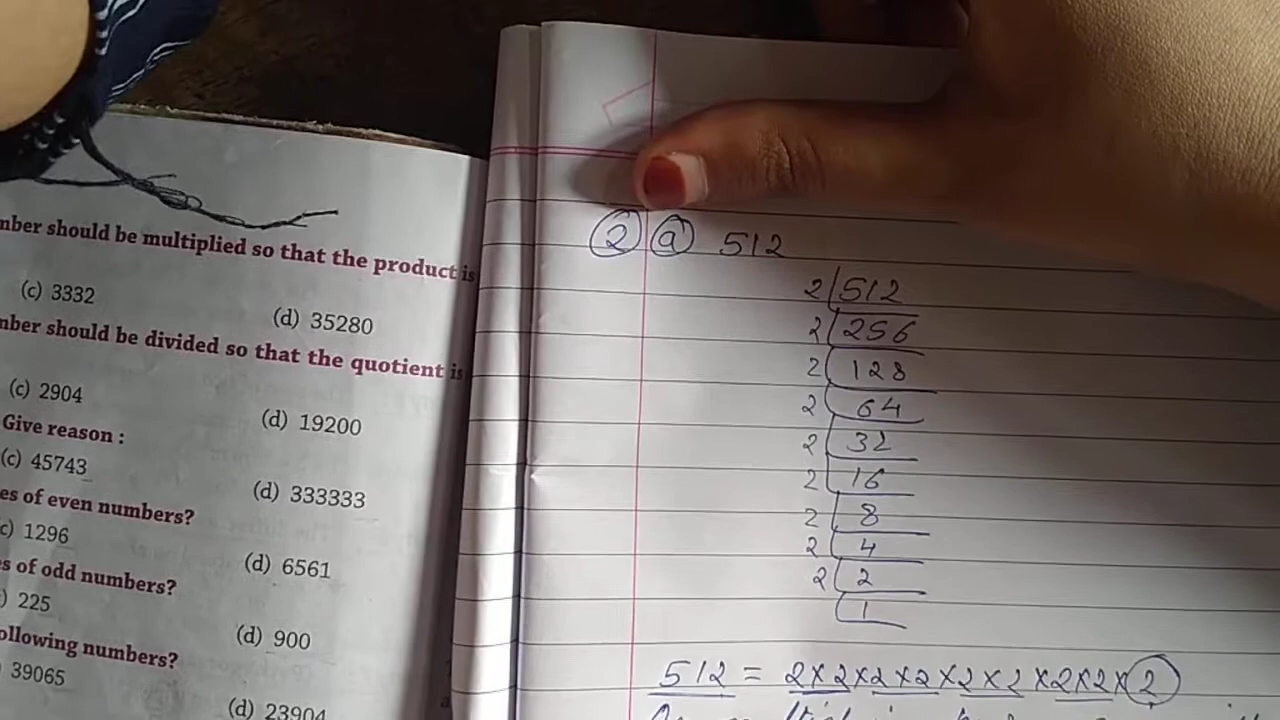 mber should be multiplied so that the product is
(c) 3332 (d) 35280
mber should be divided so that the quotient is
(c) 2904 (d) 19200
Give reason :
(c) 45743 (d) 333333
es of even numbers?
c) 1296 (d) 6561
s of odd numbers?
) 225 (d) 900
ollowing numbers?
) 39065 (d) 23904
2 a 512
2 512
2 256
2 128
2 64
2 32
2 16
2 8
2 4
2 2
1
512 = 2×2×2×2×2×2×2×2×2